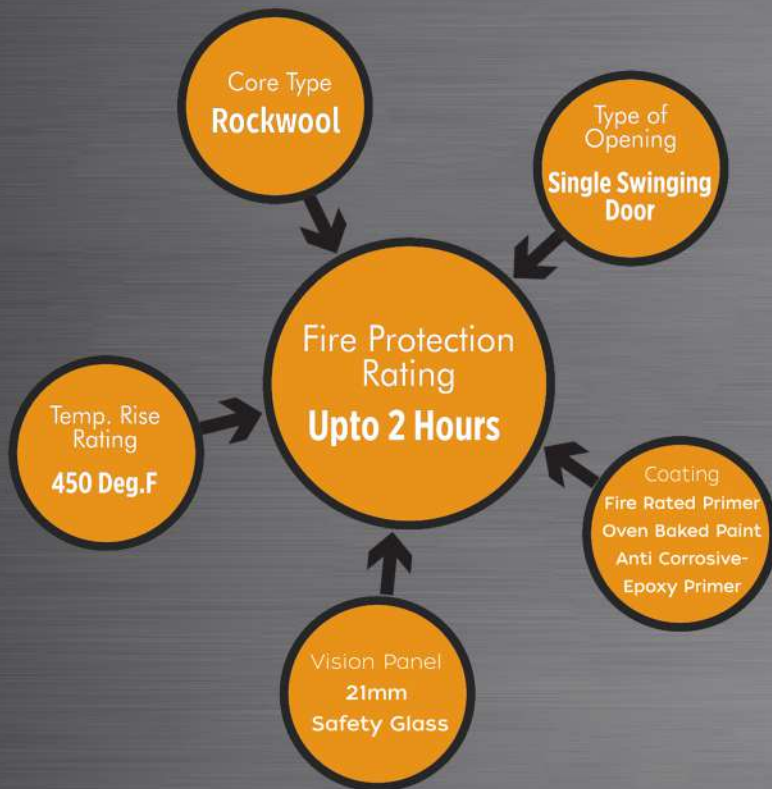 Core Type
Rockwool
Type of
Opening
Single Swinging
Door
Fire Protection
Rating
Upto 2 Hours
Temp. Rise
Rating
450 Deg.F
Coating
Fire Rated Primer
Oven Baked Paint
Anti Corrosive-
Epoxy Primer
Vision Panel
21mm
Safety Glass